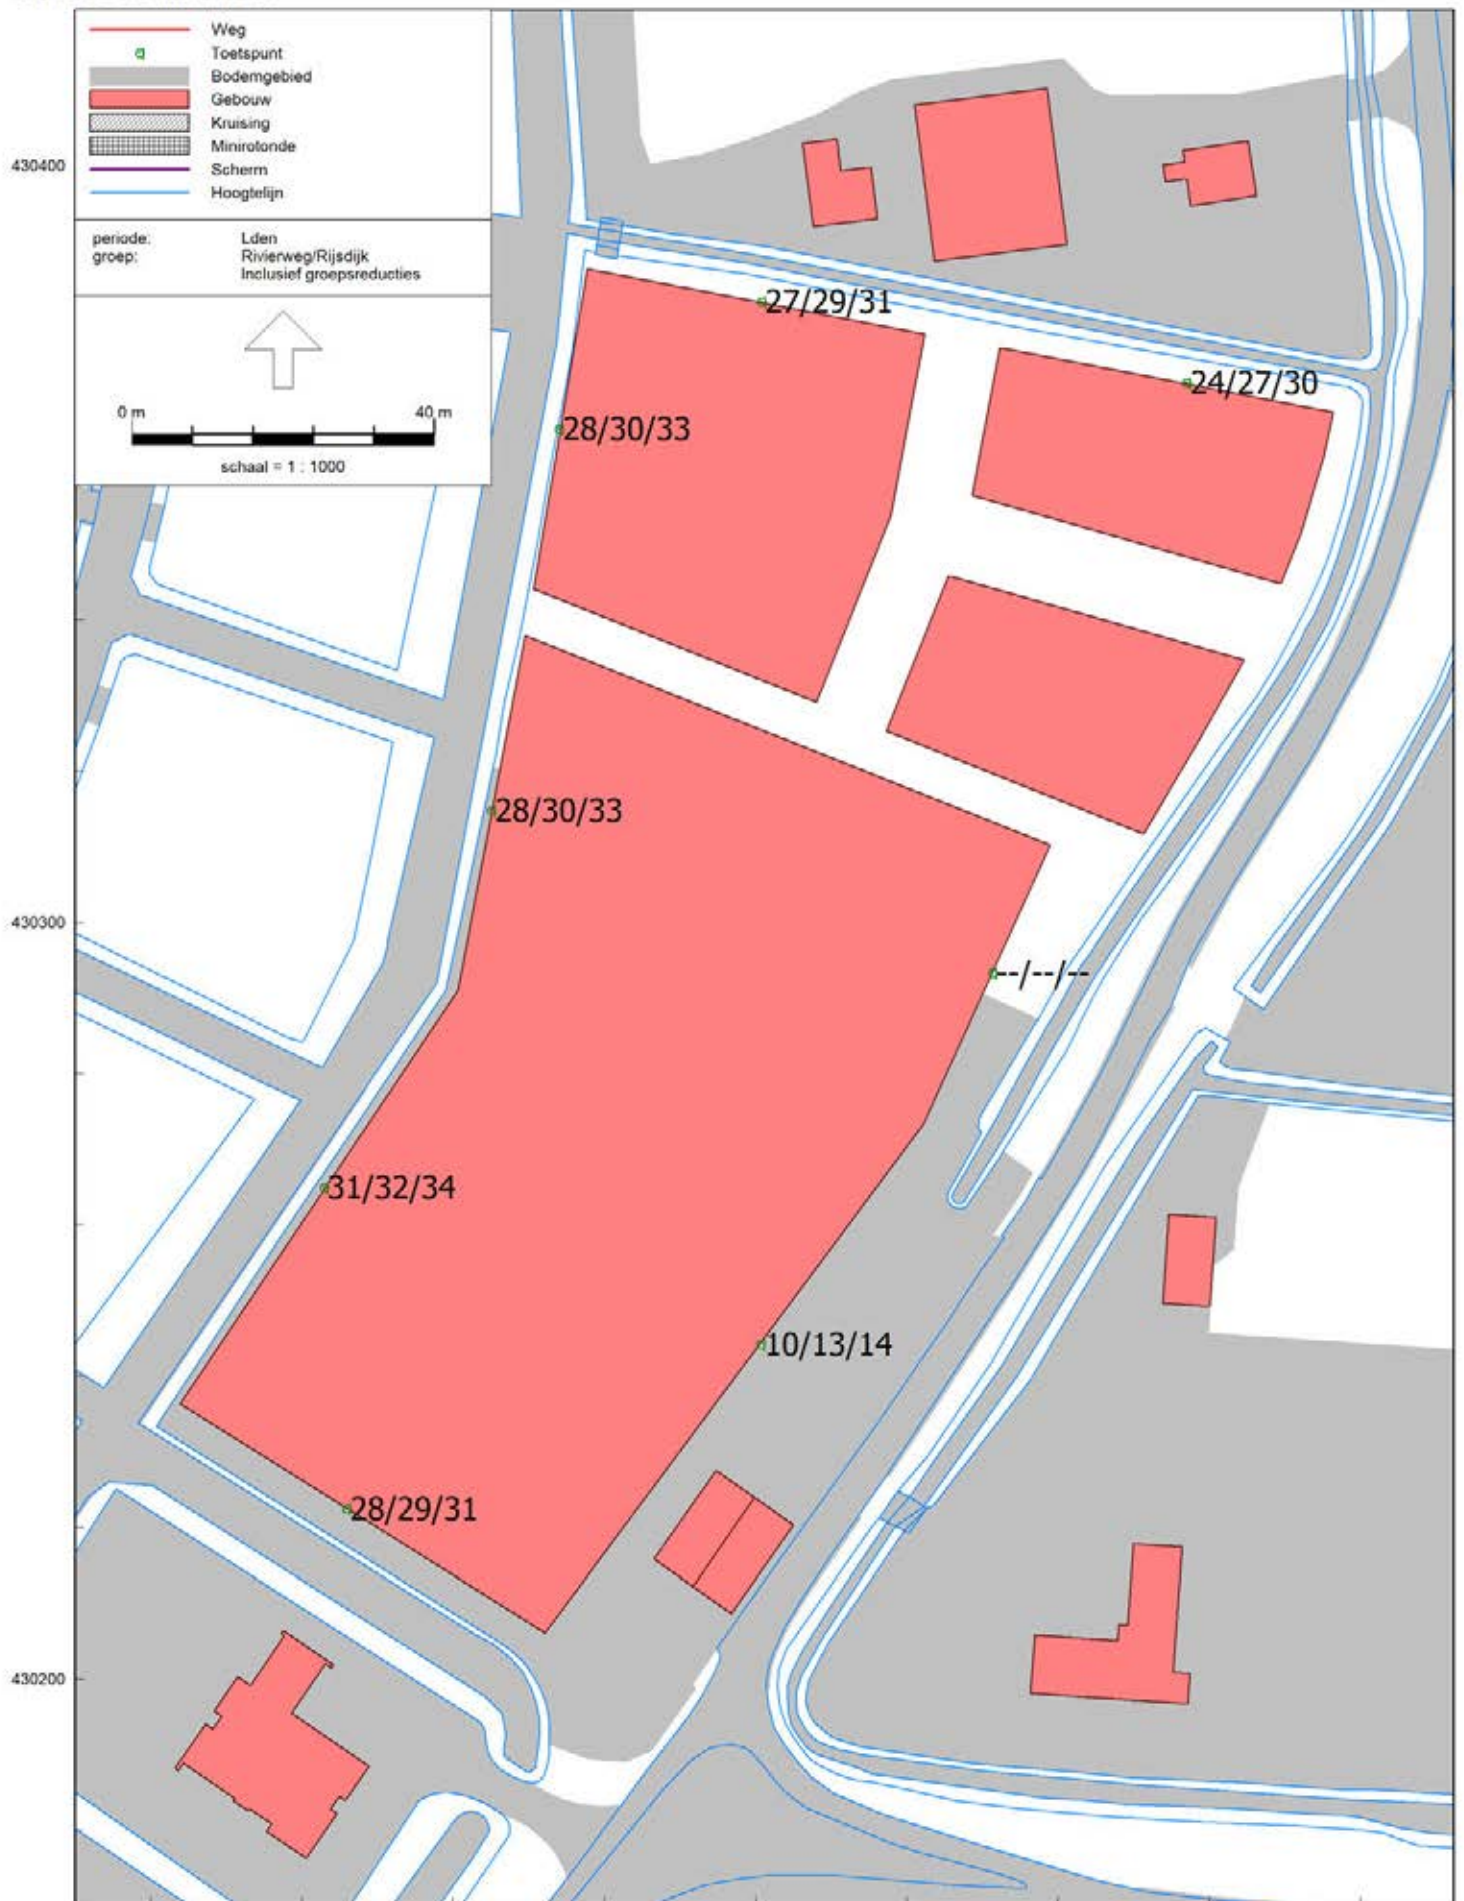 Weg
Toetspunt
Bodemgebied
Gebouw
Kruising
Minirotonde
Scherm
Hoogtelijn
periode: Lden
groep: Rivierweg/Rijsdijk
Inclusief groepsreducties
0 m 40 m
schaal = 1 : 1000
430400
27/29/31
24/27/30
28/30/33
28/30/33
430300
--/--/--
31/32/34
10/13/14
28/29/31
430200